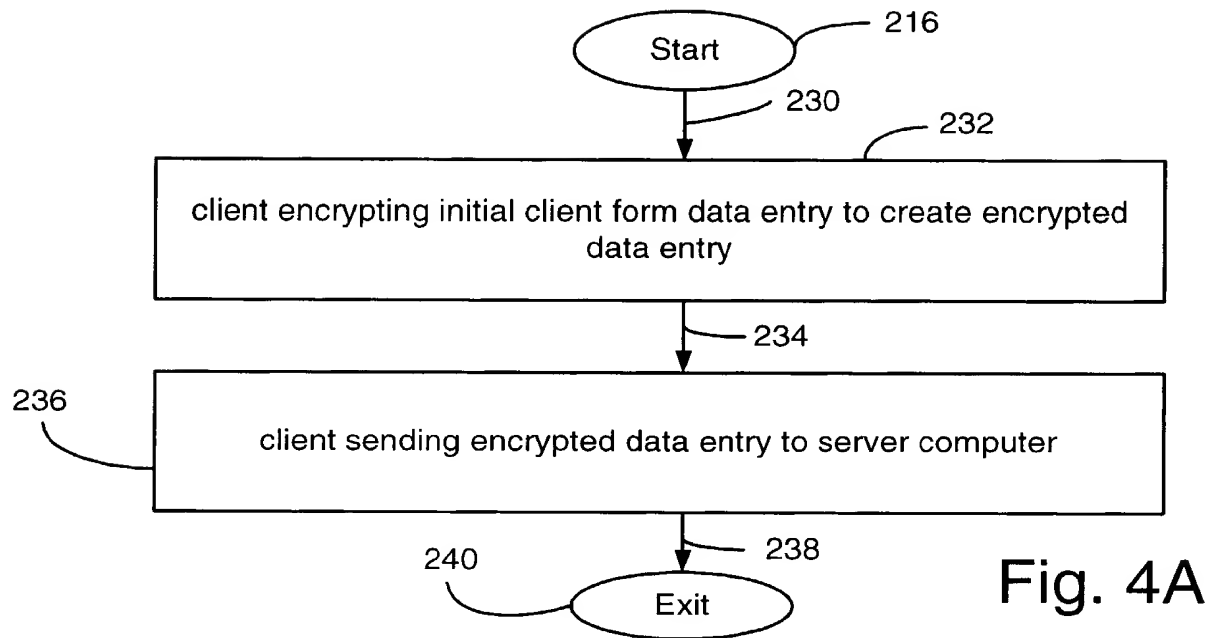 Start
216
230
232
client encrypting initial client form data entry to create encrypted
data entry
234
236
client sending encrypted data entry to server computer
238
240
Exit
Fig. 4A